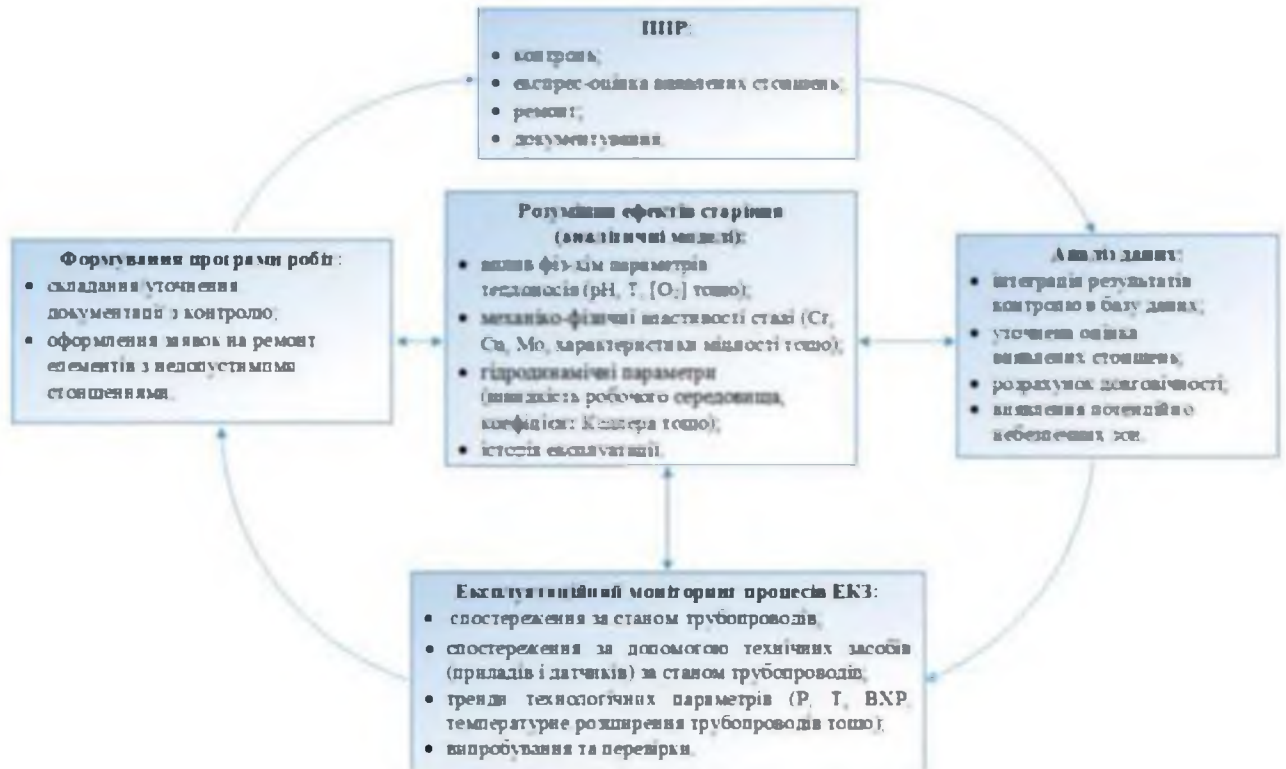 ППР:
• контроль;
• експрес-оцінка виявлених стоншень;
• ремонт;
• документування.
Розуміння ефектів старіння
(аналітичні моделі):
• вплив фіз-хім параметрів
теплоносія (pH, T, [O₂] тощо);
• механіко-фізичні властивості сталі (Cr,
Cu, Mo, характеристики міцності тощо);
• гідродинамічні параметри
(швидкість робочого середовища,
коефіцієнт Келлера тощо);
• історія експлуатації.
Формування програми робіт:
• складання уточнення
документації з контролю;
• оформлення заявок на ремонт
елементів з недопустимими
стоншеннями.
Аналіз даних:
• інтеграція результатів
контролю в базу даних;
• уточнена оцінка
виявлених стоншень;
• розрахунок довговічності;
• виявлення потенційно
небезпечних зон.
Експлуатаційний моніторинг процесів ЕКЗ:
• спостереження за станом трубопроводів;
• спостереження за допомогою технічних засобів
(приладів і датчиків) за станом трубопроводів;
• тренди технологічних параметрів (P, T, ВХР,
температурне розширення трубопроводів тощо);
• випробування та перевірки.